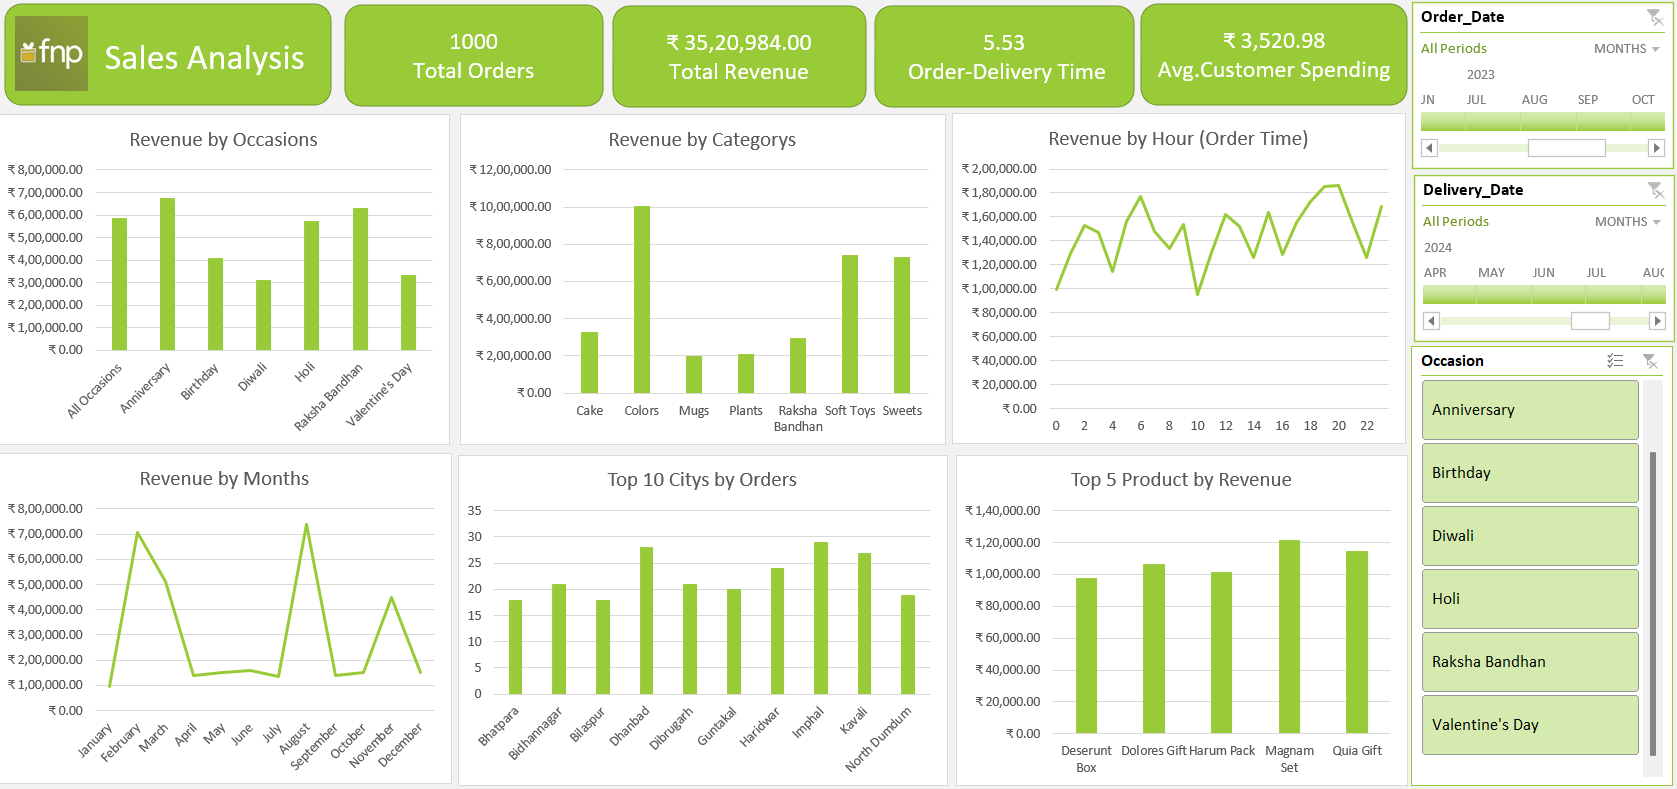 fnp
Sales Analysis
1000
Total Orders
₹ 35,20,984.00
Total Revenue
5.53
Order-Delivery Time
₹ 3,520.98
Avg.Customer Spending
Order_Date
All Periods
MONTHS
2023
JN JUL AUG SEP OCT
Delivery_Date
All Periods
MONTHS
2024
APR MAY JUN JUL AUG
Occasion
Anniversary
Birthday
Diwali
Holi
Raksha Bandhan
Valentine's Day
Revenue by Occasions
₹ 8,00,000.00
₹ 7,00,000.00
₹ 6,00,000.00
₹ 5,00,000.00
₹ 4,00,000.00
₹ 3,00,000.00
₹ 2,00,000.00
₹ 1,00,000.00
₹ 0.00
All Occasions
Anniversary
Birthday
Diwali
Holi
Raksha Bandhan
Valentine's Day
Revenue by Categorys
₹ 12,00,000.00
₹ 10,00,000.00
₹ 8,00,000.00
₹ 6,00,000.00
₹ 4,00,000.00
₹ 2,00,000.00
₹ 0.00
Cake Colors Mugs Plants Raksha Soft Toys Sweets
Bandhan
Revenue by Hour (Order Time)
₹ 2,00,000.00
₹ 1,80,000.00
₹ 1,60,000.00
₹ 1,40,000.00
₹ 1,20,000.00
₹ 1,00,000.00
₹ 80,000.00
₹ 60,000.00
₹ 40,000.00
₹ 20,000.00
₹ 0.00
0 2 4 6 8 10 12 14 16 18 20 22
Revenue by Months
₹ 8,00,000.00
₹ 7,00,000.00
₹ 6,00,000.00
₹ 5,00,000.00
₹ 4,00,000.00
₹ 3,00,000.00
₹ 2,00,000.00
₹ 1,00,000.00
₹ 0.00
January
February
March
April
May
June
July
August
September
October
November
December
Top 10 Citys by Orders
35
30
25
20
15
10
5
0
Bhatpara
Bidhannagar
Bilaspur
Dhanbad
Dibrugarh
Guntakal
Haridwar
Imphal
Kavali
North Dumdum
Top 5 Product by Revenue
₹ 1,40,000.00
₹ 1,20,000.00
₹ 1,00,000.00
₹ 80,000.00
₹ 60,000.00
₹ 40,000.00
₹ 20,000.00
₹ 0.00
Deserunt Dolores Gift Harum Pack Magnam Quia Gift
Box Set